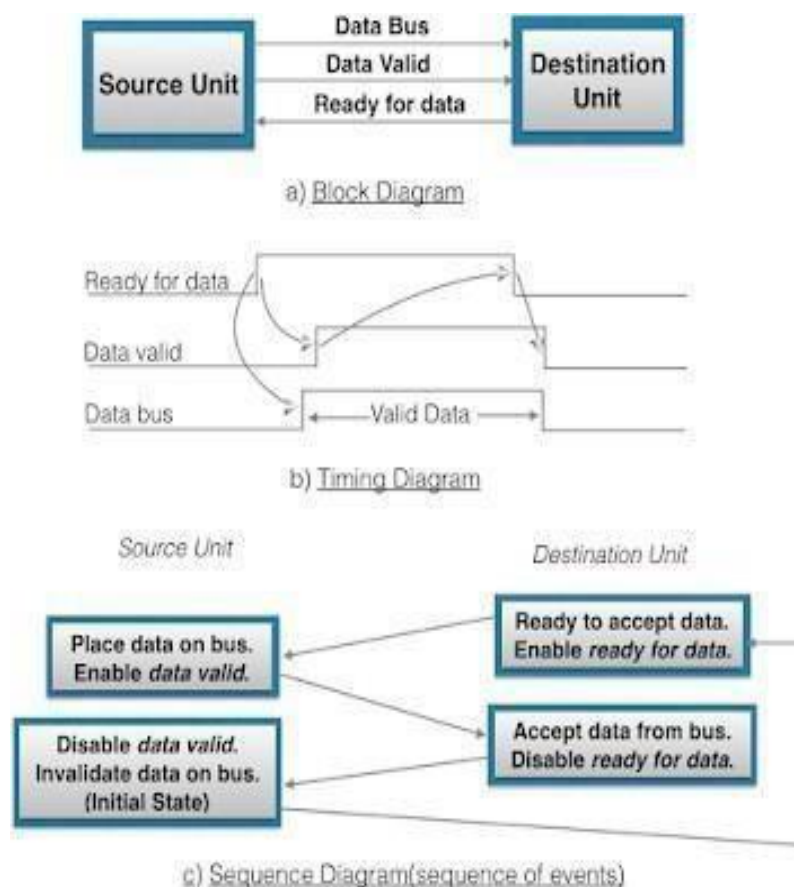 Data Bus
Source Unit
Data Valid
Destination
Unit
Ready for data
a) Block Diagram
Ready for data
Data valid
Data bus
Valid Data
b) Timing Diagram
Source Unit
Destination Unit
Place data on bus.
Enable data valid.
Ready to accept data.
Enable ready for data.
Disable data valid.
Invalidate data on bus.
(Initial State)
Accept data from bus.
Disable ready for data.
c) Sequence Diagram(sequence of events)